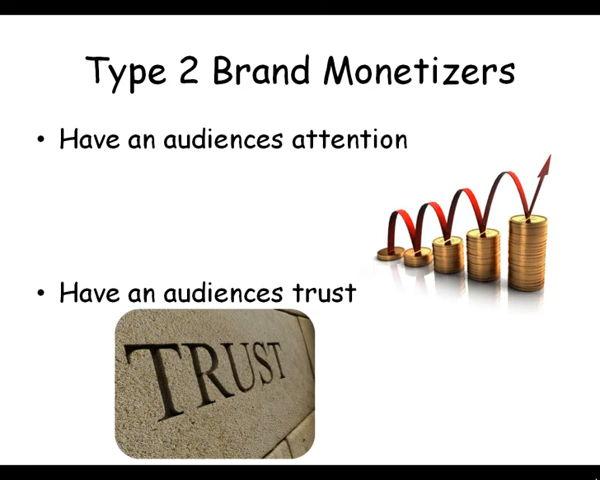 Type 2 Brand Monetizers
• Have an audiences attention
• Have an audiences trust
TRUST